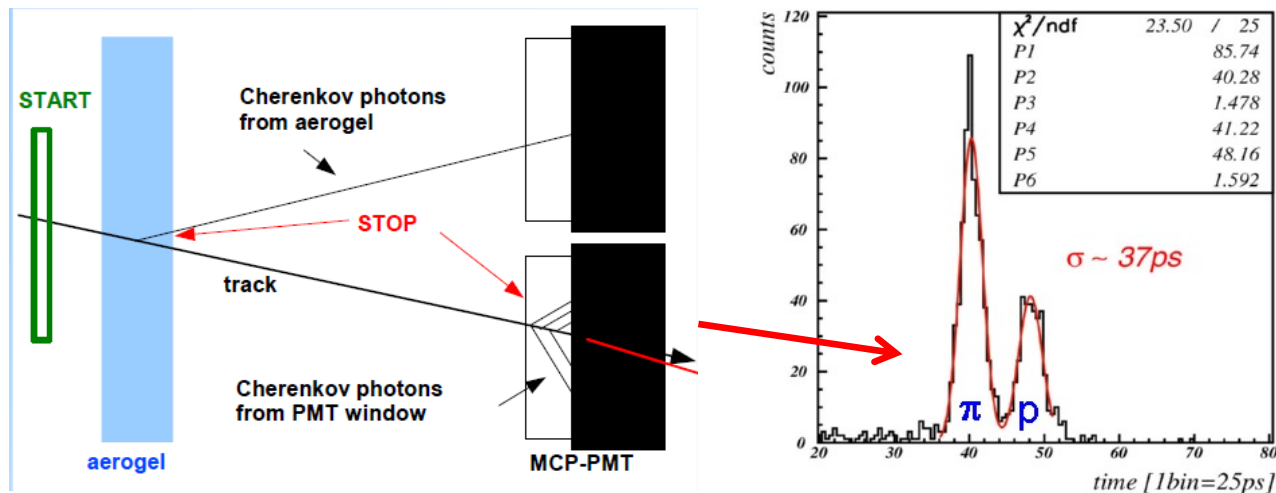 START
Cherenkov photons
from aerogel
STOP
track
Cherenkov photons
from PMT window
aerogel
MCP-PMT
counts
120
100
80
60
40
20
0
20 30 40 50 60 70 80
time [1bin=25ps]
χ²/ndf 23.50 / 25
P1 85.74
P2 40.28
P3 1.478
P4 41.22
P5 48.16
P6 1.592
σ ~ 37ps
π p